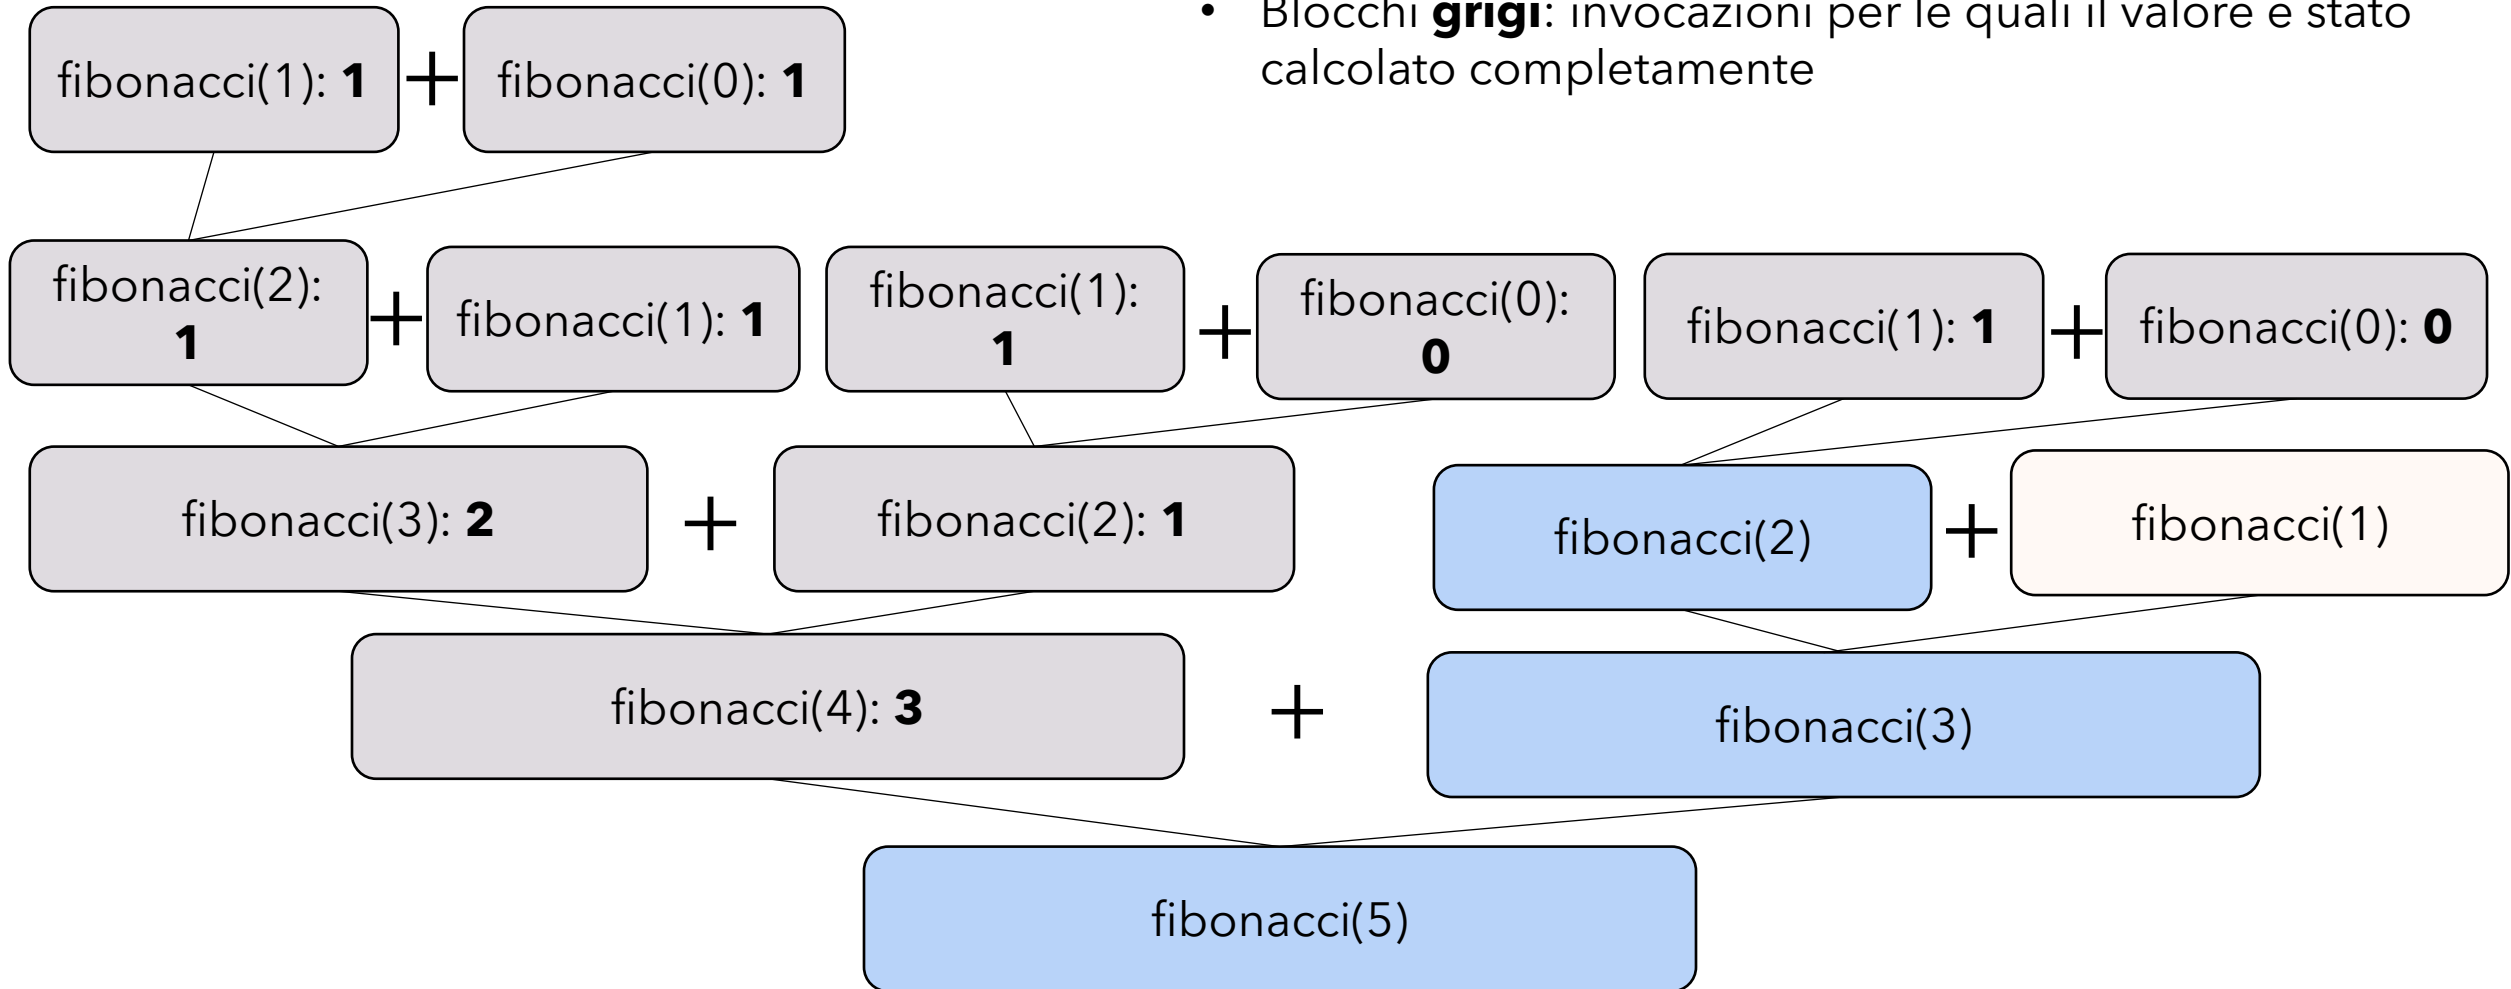 • Blocchi grigi: invocazioni per le quali il valore e stato
calcolato completamente
fibonacci(1): 1 + fibonacci(0): 1
fibonacci(2):
1
+
fibonacci(1): 1
fibonacci(1):
1
+
fibonacci(0):
0
fibonacci(1): 1 + fibonacci(0): 0
fibonacci(3): 2 + fibonacci(2): 1
fibonacci(2) + fibonacci(1)
fibonacci(4): 3 + fibonacci(3)
fibonacci(5)